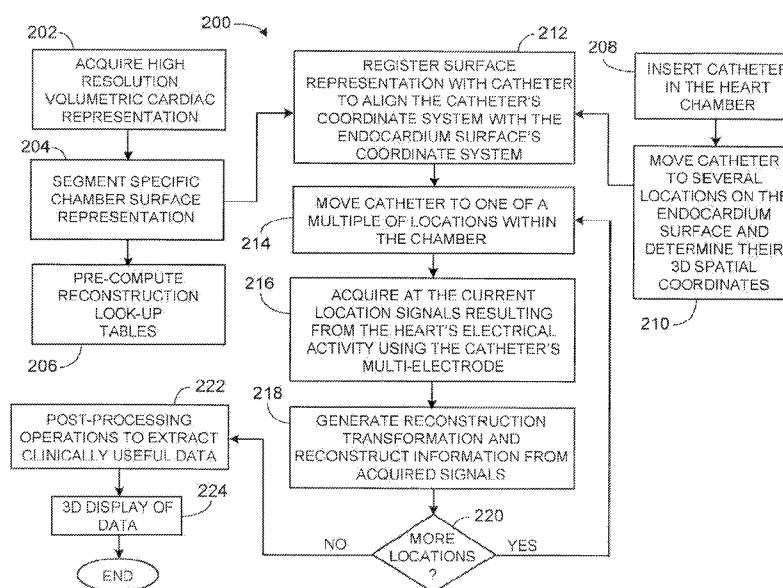 200
202
ACQUIRE HIGH
RESOLUTION
VOLUMETRIC CARDIAC
REPRESENTATION
204
SEGMENT SPECIFIC
CHAMBER SURFACE
REPRESENTATION
PRE-COMPUTE
RECONSTRUCTION
LOOK-UP
TABLES
206
208
INSERT CATHETER
IN THE HEART
CHAMBER
MOVE CATHETER
TO SEVERAL
LOCATIONS ON THE
ENDOCARDIUM
SURFACE AND
DETERMINE THEIR
3D SPATIAL
COORDINATES
210
212
REGISTER SURFACE
REPRESENTATION WITH CATHETER
TO ALIGN THE CATHETER'S
COORDINATE SYSTEM WITH THE
ENDOCARDIUM SURFACE'S
COORDINATE SYSTEM
MOVE CATHETER TO ONE OF A
MULTIPLE OF LOCATIONS WITHIN
THE CHAMBER
214
216
ACQUIRE AT THE CURRENT
LOCATION SIGNALS RESULTING
FROM THE HEART'S ELECTRICAL
ACTIVITY USING THE CATHETER'S
MULTI-ELECTRODE
218
GENERATE RECONSTRUCTION
TRANSFORMATION AND
RECONSTRUCT INFORMATION FROM
ACQUIRED SIGNALS
220
MORE
LOCATIONS
?
YES
NO
222
POST-PROCESSING
OPERATIONS TO EXTRACT
CLINICALLY USEFUL DATA
224
3D DISPLAY OF
DATA
END